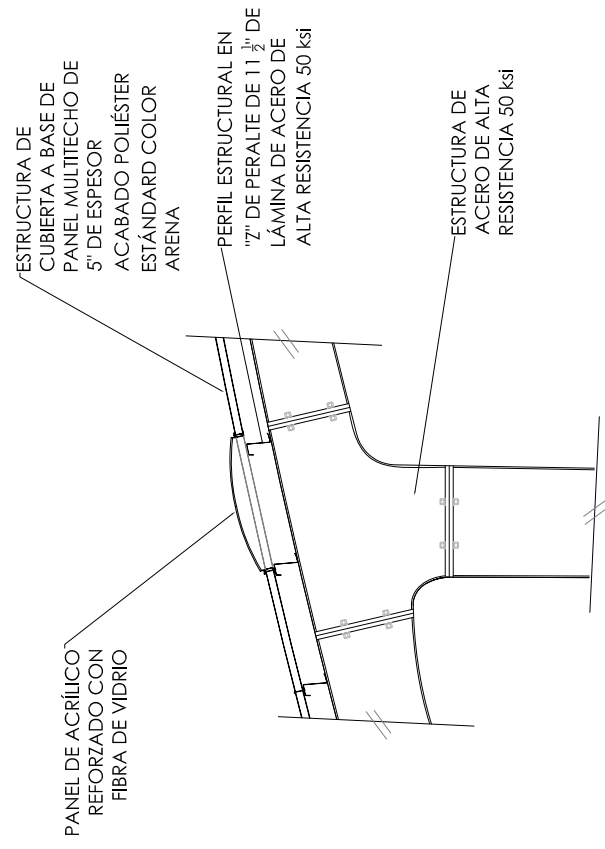 PANEL DE ACRÍLICO
REFORZADO CON
FIBRA DE VIDRIO
ESTRUCTURA DE
CUBIERTA A BASE DE
PANEL MULTITECHO DE
5" DE ESPESOR
ACABADO POLIÉSTER
ESTÁNDARD COLOR
ARENA
PERFIL ESTRUCTURAL EN
"Z" DE PERALTE DE 11 1/2" DE
LÁMINA DE ACERO DE
ALTA RESISTENCIA 50 ksi
ESTRUCTURA DE
ACERO DE ALTA
RESISTENCIA 50 ksi